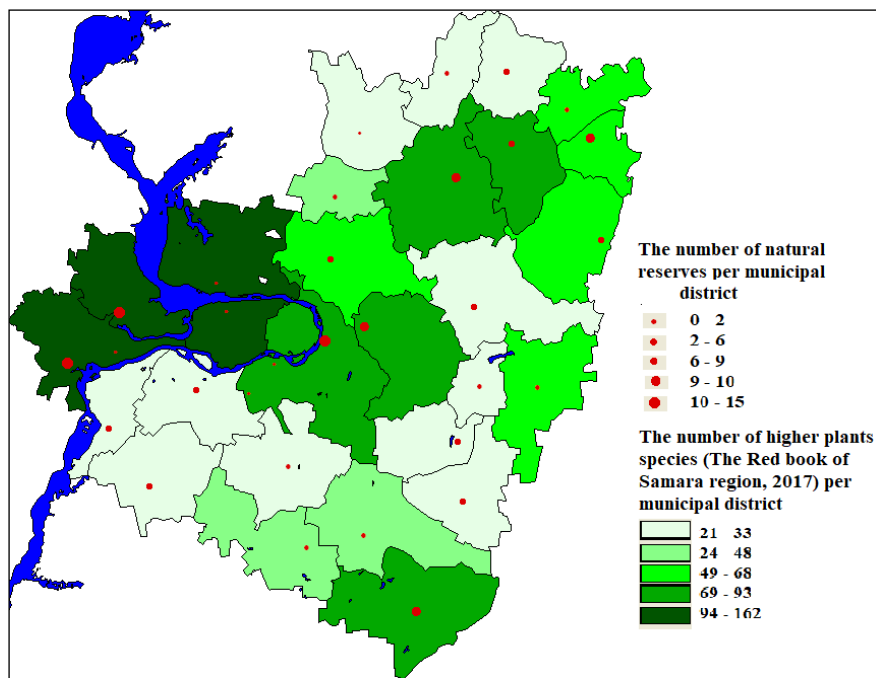 The number of natural
reserves per municipal
district
0 2
2 - 6
6 - 9
9 - 10
10 - 15
The number of higher plants
species (The Red book of
Samara region, 2017) per
municipal district
21 33
24 48
49 - 68
69 - 93
94 - 162